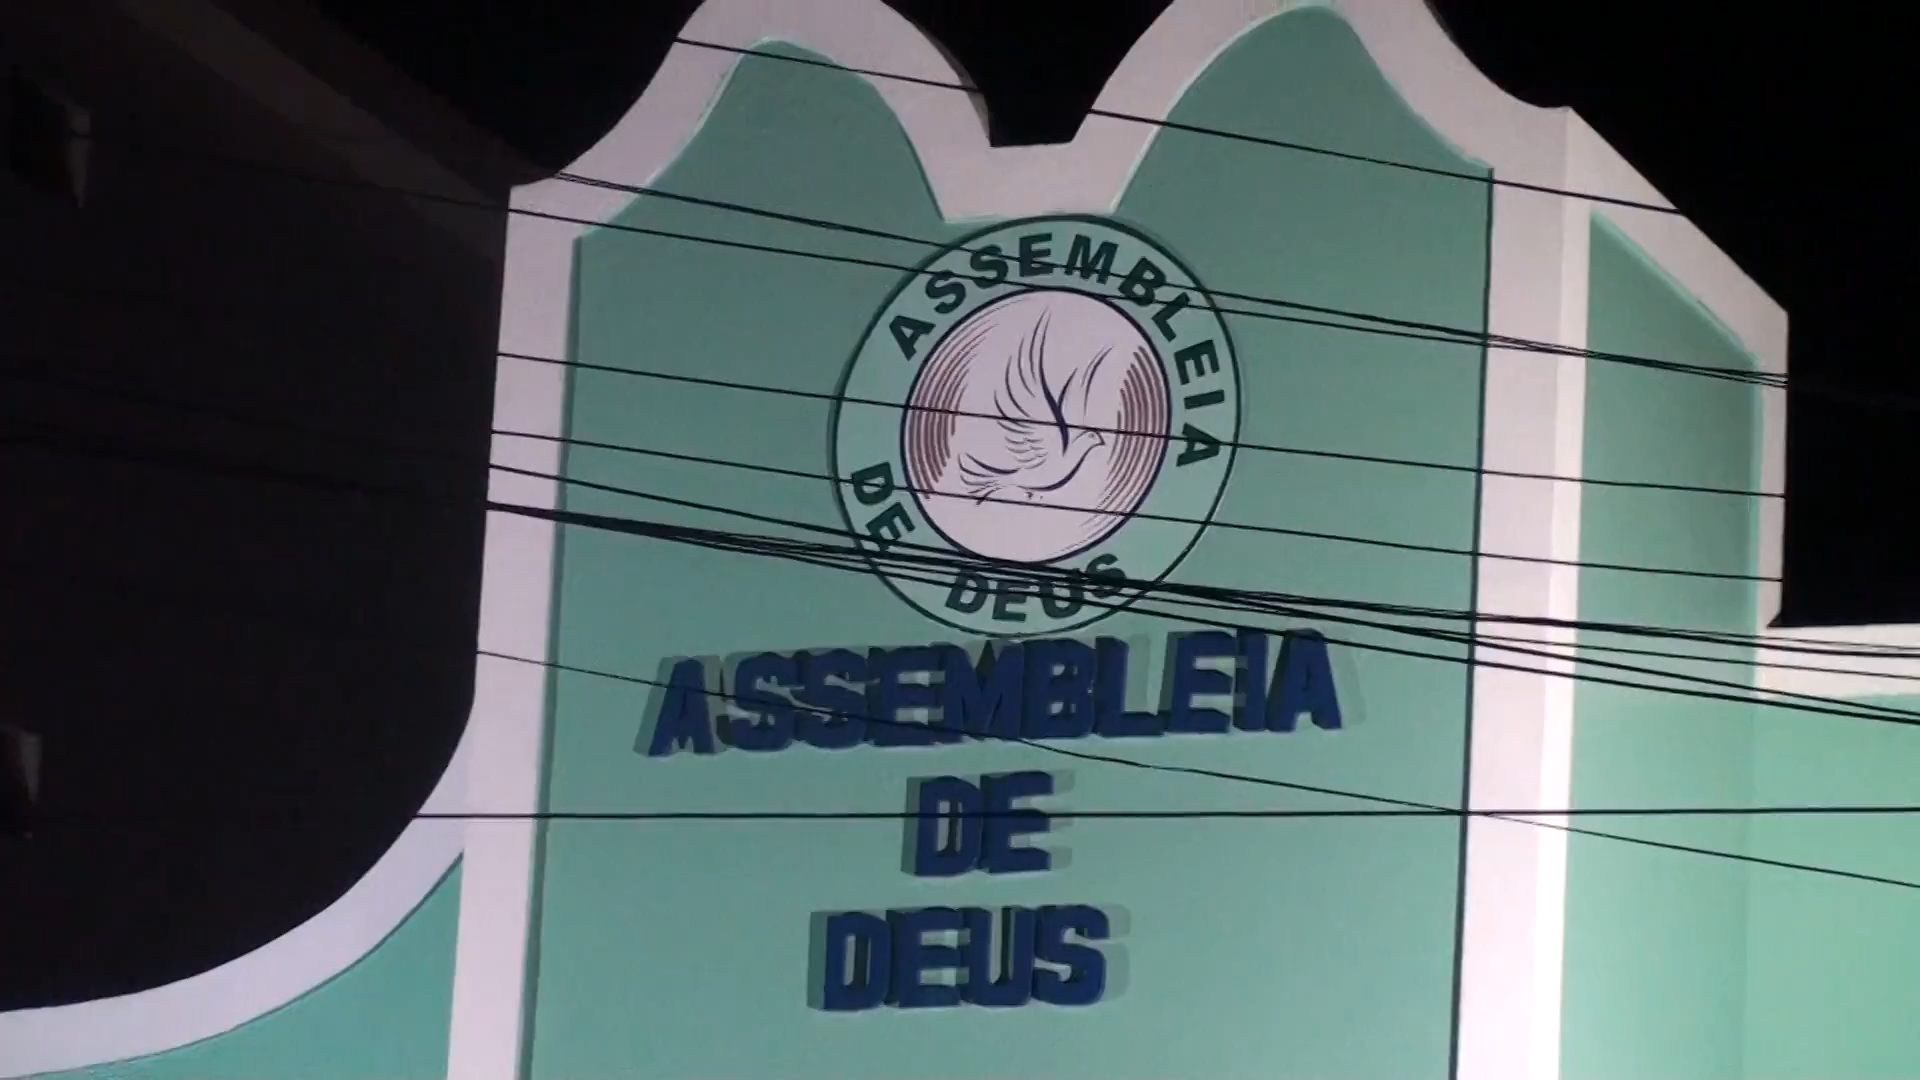 ASSEMBLEIA
DE DEUS
ASSEMBLEIA
DE
DEUS